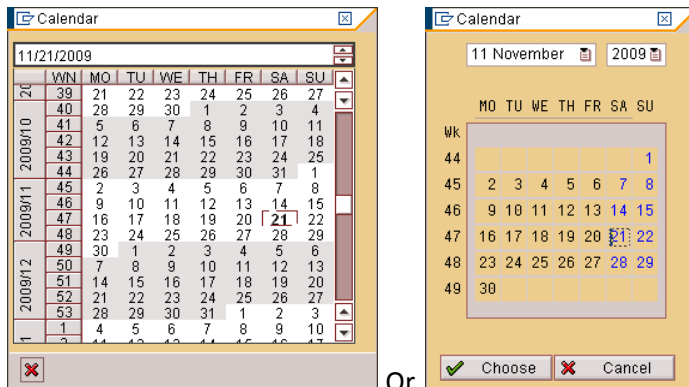 Calendar
11/21/2009
WN MO TU WE TH FR SA SU
39 21 22 23 24 25 26 27
40 28 29 30 1 2 3 4
2009/10
41 5 6 7 8 9 10 11
42 12 13 14 15 16 17 18
43 19 20 21 22 23 24 25
44 26 27 28 29 30 31 1
2009/11
45 2 3 4 5 6 7 8
46 9 10 11 12 13 14 15
47 16 17 18 19 20 21 22
48 23 24 25 26 27 28 29
2009/12
49 30 1 2 3 4 5 6
50 7 8 9 10 11 12 13
51 14 15 16 17 18 19 20
52 21 22 23 24 25 26 27
53 28 29 30 31 1 2 3
1 4 5 6 7 8 9 10
Or
Calendar
11 November 2009
MO TU WE TH FR SA SU
Wk
44 1
45 2 3 4 5 6 7 8
46 9 10 11 12 13 14 15
47 16 17 18 19 20 21 22
48 23 24 25 26 27 28 29
49 30
Choose Cancel